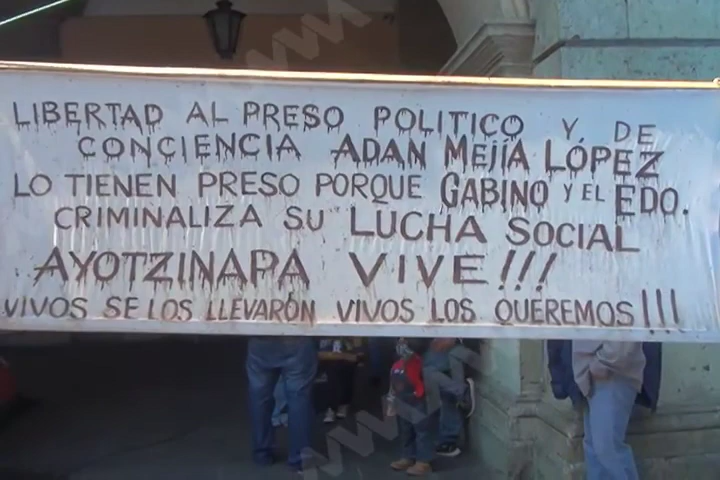 LIBERTAD AL PRESO POLITICO Y DE
CONCIENCIA ADAN MEJÍA LÓPEZ
LO TIENEN PRESO PORQUE GABINO Y EL EDO.
CRIMINALIZA SU LUCHA SOCIAL
AYOTZINAPA VIVE!!!
VIVOS SE LOS LLEVARÓN VIVOS LOS QUEREMOS!!!